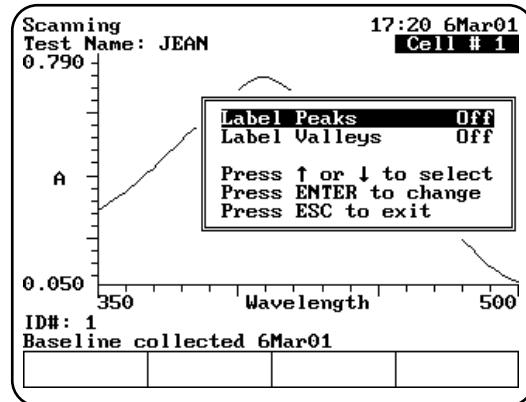 Scanning 17:20 6Mar01
Test Name: JEAN Cell # 1
0.790
Label Peaks Off
Label Valleys Off
Press ↑ or ↓ to select
A
Press ENTER to change
Press ESC to exit
0.050
350 Wavelength 500
ID#: 1
Baseline collected 6Mar01